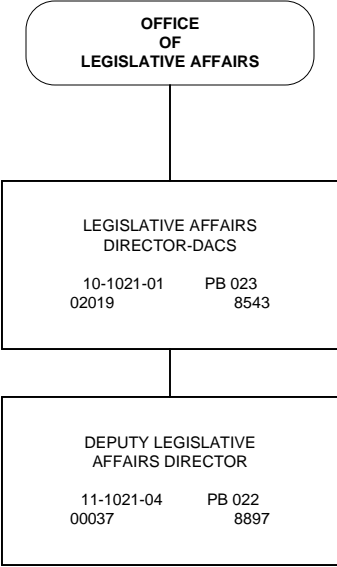 OFFICE
OF
LEGISLATIVE AFFAIRS
LEGISLATIVE AFFAIRS
DIRECTOR-DACS
10-1021-01 PB 023
02019 8543
DEPUTY LEGISLATIVE
AFFAIRS DIRECTOR
11-1021-04 PB 022
00037 8897